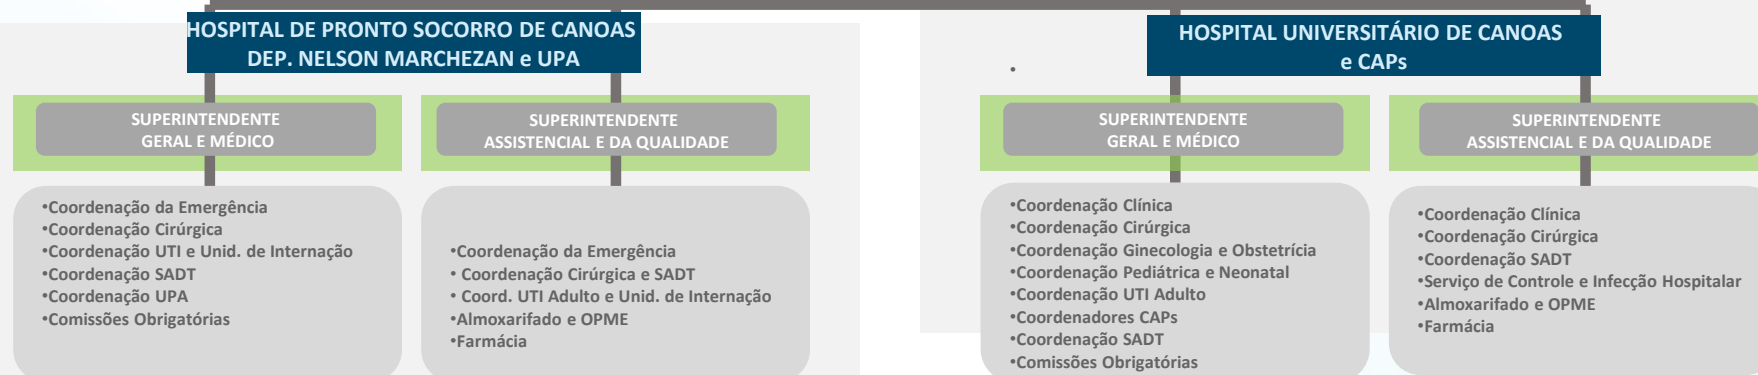 HOSPITAL DE PRONTO SOCORRO DE CANOAS
DEP. NELSON MARCHEZAN e UPA
SUPERINTENDENTE
GERAL E MÉDICO
•Coordenação da Emergência
•Coordenação Cirúrgica
•Coordenação UTI e Unid. de Internação
•Coordenação SADT
•Coordenação UPA
•Comissões Obrigatórias
SUPERINTENDENTE
ASSISTENCIAL E DA QUALIDADE
•Coordenação da Emergência
• Coordenação Cirúrgica e SADT
• Coord. UTI Adulto e Unid. de Internação
•Almoxarifado e OPME
•Farmácia
HOSPITAL UNIVERSITÁRIO DE CANOAS
e CAPs
.
SUPERINTENDENTE
GERAL E MÉDICO
•Coordenação Clínica
•Coordenação Cirúrgica
•Coordenação Ginecologia e Obstetrícia
•Coordenação Pediátrica e Neonatal
•Coordenação UTI Adulto
•Coordenadores CAPs
•Coordenação SADT
•Comissões Obrigatórias
SUPERINTENDENTE
ASSISTENCIAL E DA QUALIDADE
•Coordenação Clínica
•Coordenação Cirúrgica
•Coordenação SADT
•Serviço de Controle e Infecção Hospitalar
•Almoxarifado e OPME
•Farmácia